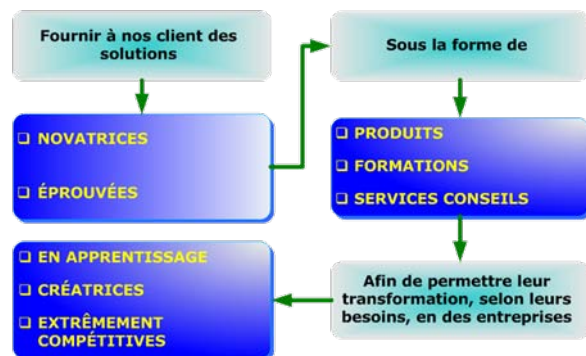 Fournir à nos client des
solutions
❑ NOVATRICES
❑ ÉPROUVÉES
Sous la forme de
❑ PRODUITS
❑ FORMATIONS
❑ SERVICES CONSEILS
Afin de permettre leur
transformation, selon leurs
besoins, en des entreprises
❑ EN APPRENTISSAGE
❑ CRÉATRICES
❑ EXTRÊMEMENT
COMPÉTITIVES